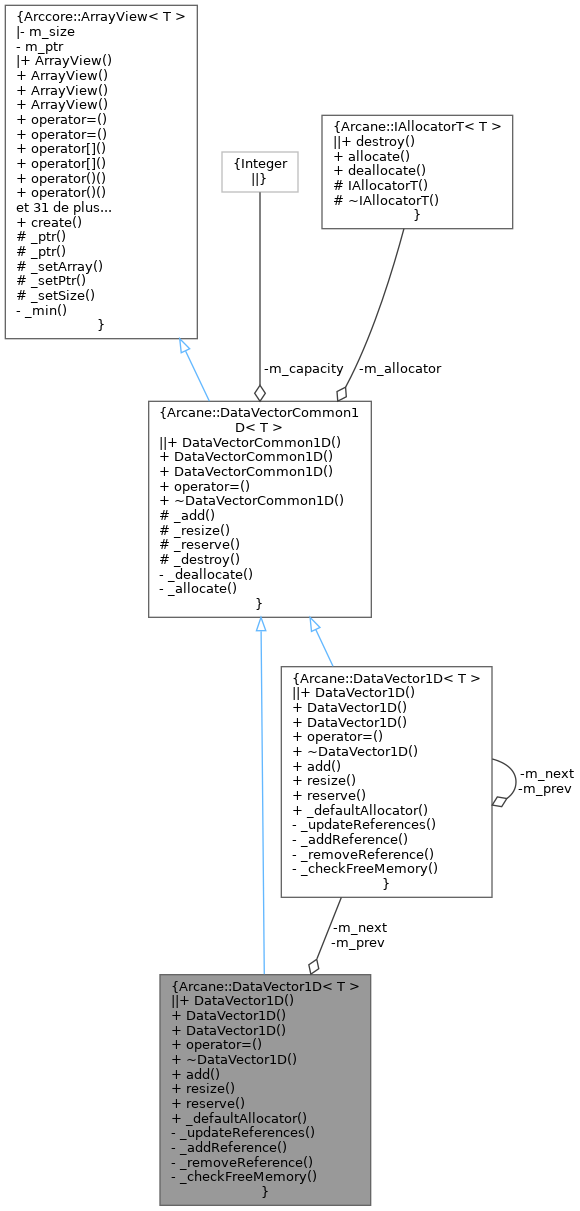 {Arccore::ArrayView< T >
|- m_size
- m_ptr
|+ ArrayView()
+ ArrayView()
+ ArrayView()
+ ArrayView()
+ operator=()
+ operator=()
+ operator[]()
+ operator[]()
+ operator()()
+ operator()()
et 31 de plus...
+ create()
# _ptr()
# _ptr()
# _setArray()
# _setPtr()
# _setSize()
- _min()
}
{Integer
||}
{Arcane::IAllocatorT< T >
||+ destroy()
+ allocate()
+ deallocate()
# IAllocatorT()
# ~IAllocatorT()
}
-m_capacity
-m_allocator
{Arcane::DataVectorCommon1
D< T >
||+ DataVectorCommon1D()
+ DataVectorCommon1D()
+ DataVectorCommon1D()
+ operator=()
+ ~DataVectorCommon1D()
# _add()
# _resize()
# _reserve()
# _destroy()
- _deallocate()
- _allocate()
}
{Arcane::DataVector1D< T >
||+ DataVector1D()
+ DataVector1D()
+ DataVector1D()
+ operator=()
+ ~DataVector1D()
+ add()
+ resize()
+ reserve()
+ _defaultAllocator()
- _updateReferences()
- _addReference()
- _removeReference()
- _checkFreeMemory()
}
-m_next
-m_prev
-m_next
-m_prev
{Arcane::DataVector1D< T >
||+ DataVector1D()
+ DataVector1D()
+ DataVector1D()
+ operator=()
+ ~DataVector1D()
+ add()
+ resize()
+ reserve()
+ _defaultAllocator()
- _updateReferences()
- _addReference()
- _removeReference()
- _checkFreeMemory()
}